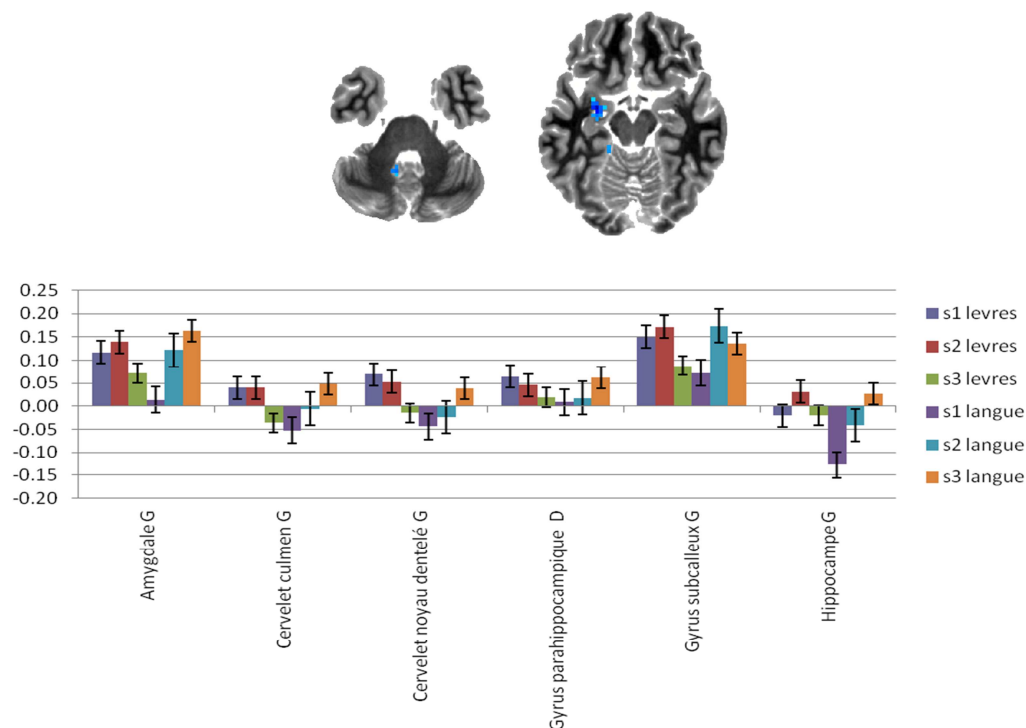 0.25
0.20
0.15
0.10
0.05
0.00
-0.05
-0.10
-0.15
-0.20
Amygdale G
Cervelet culmen G
Cervelet noyau dentelé G
Gyrus parahippocampique D
Gyrus subcalleux G
Hippocampe G
s1 levres
s2 levres
s3 levres
s1 langue
s2 langue
s3 langue